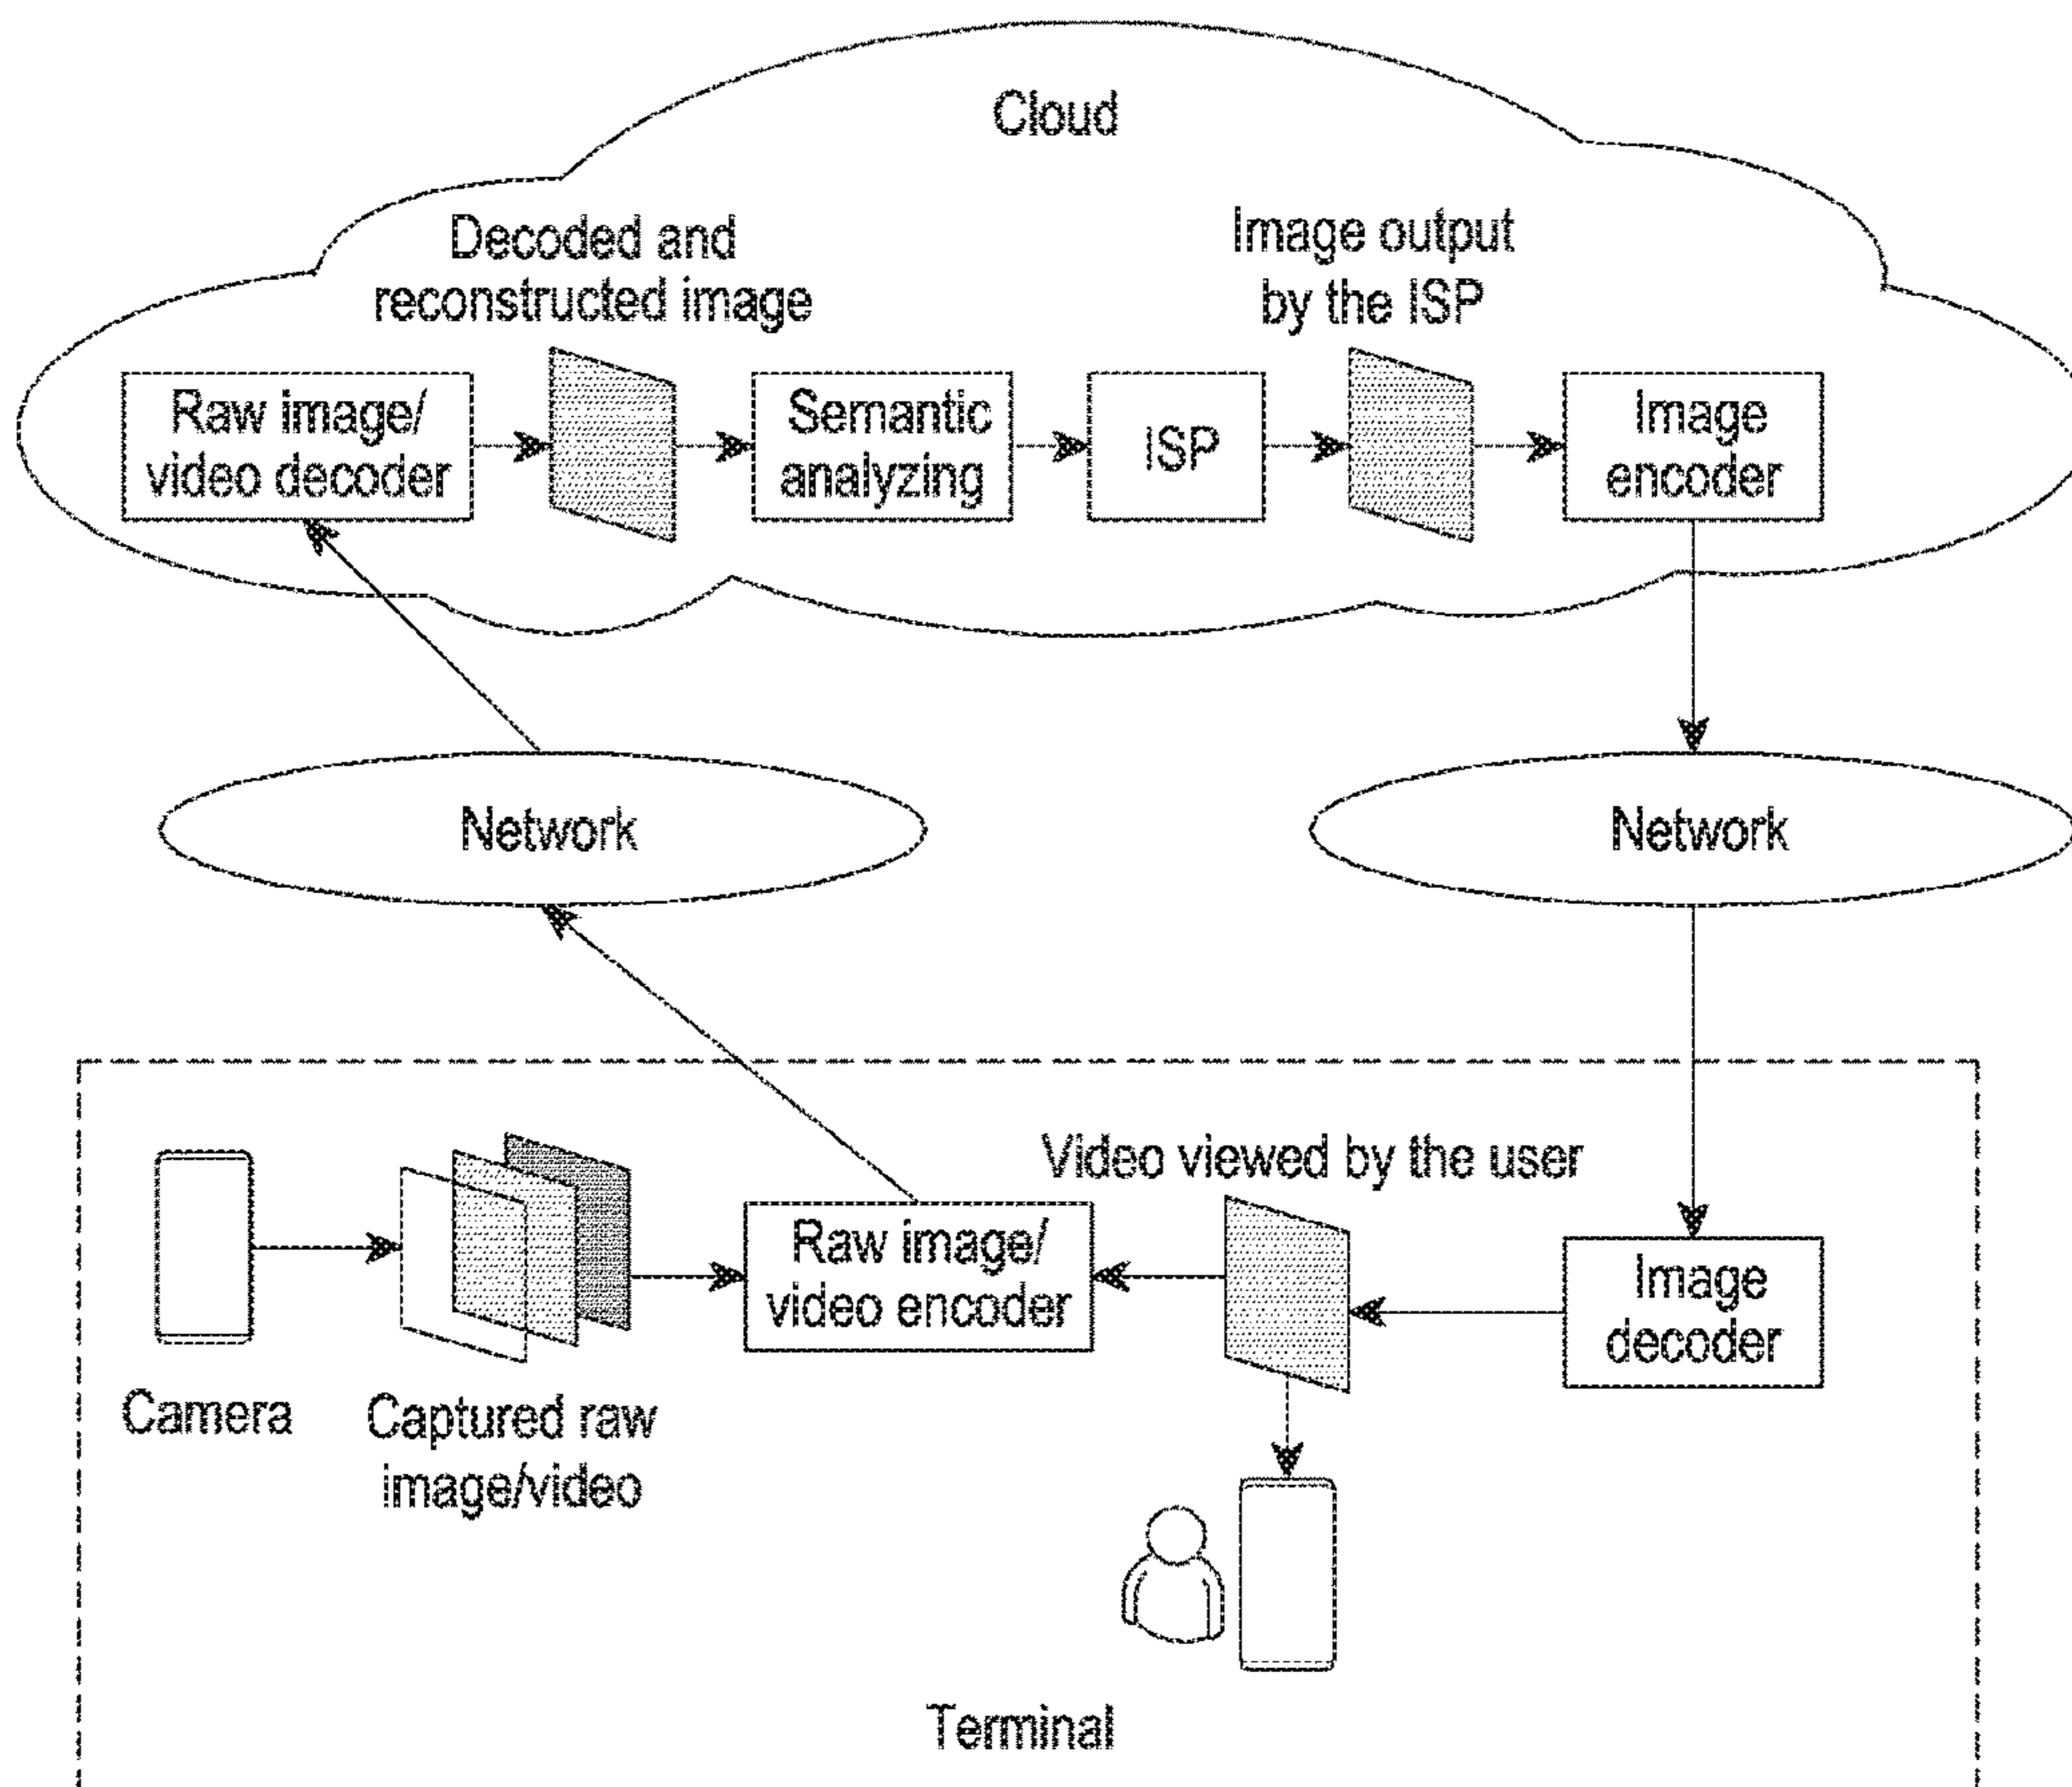 Cloud
Decoded and
reconstructed image
Image output
by the ISP
Raw image/
video decoder
Semantic
analyzing
ISP
Image
encoder
Network
Network
Video viewed by the user
Raw image/
video encoder
Image
decoder
Camera
Captured raw
image/video
Terminal